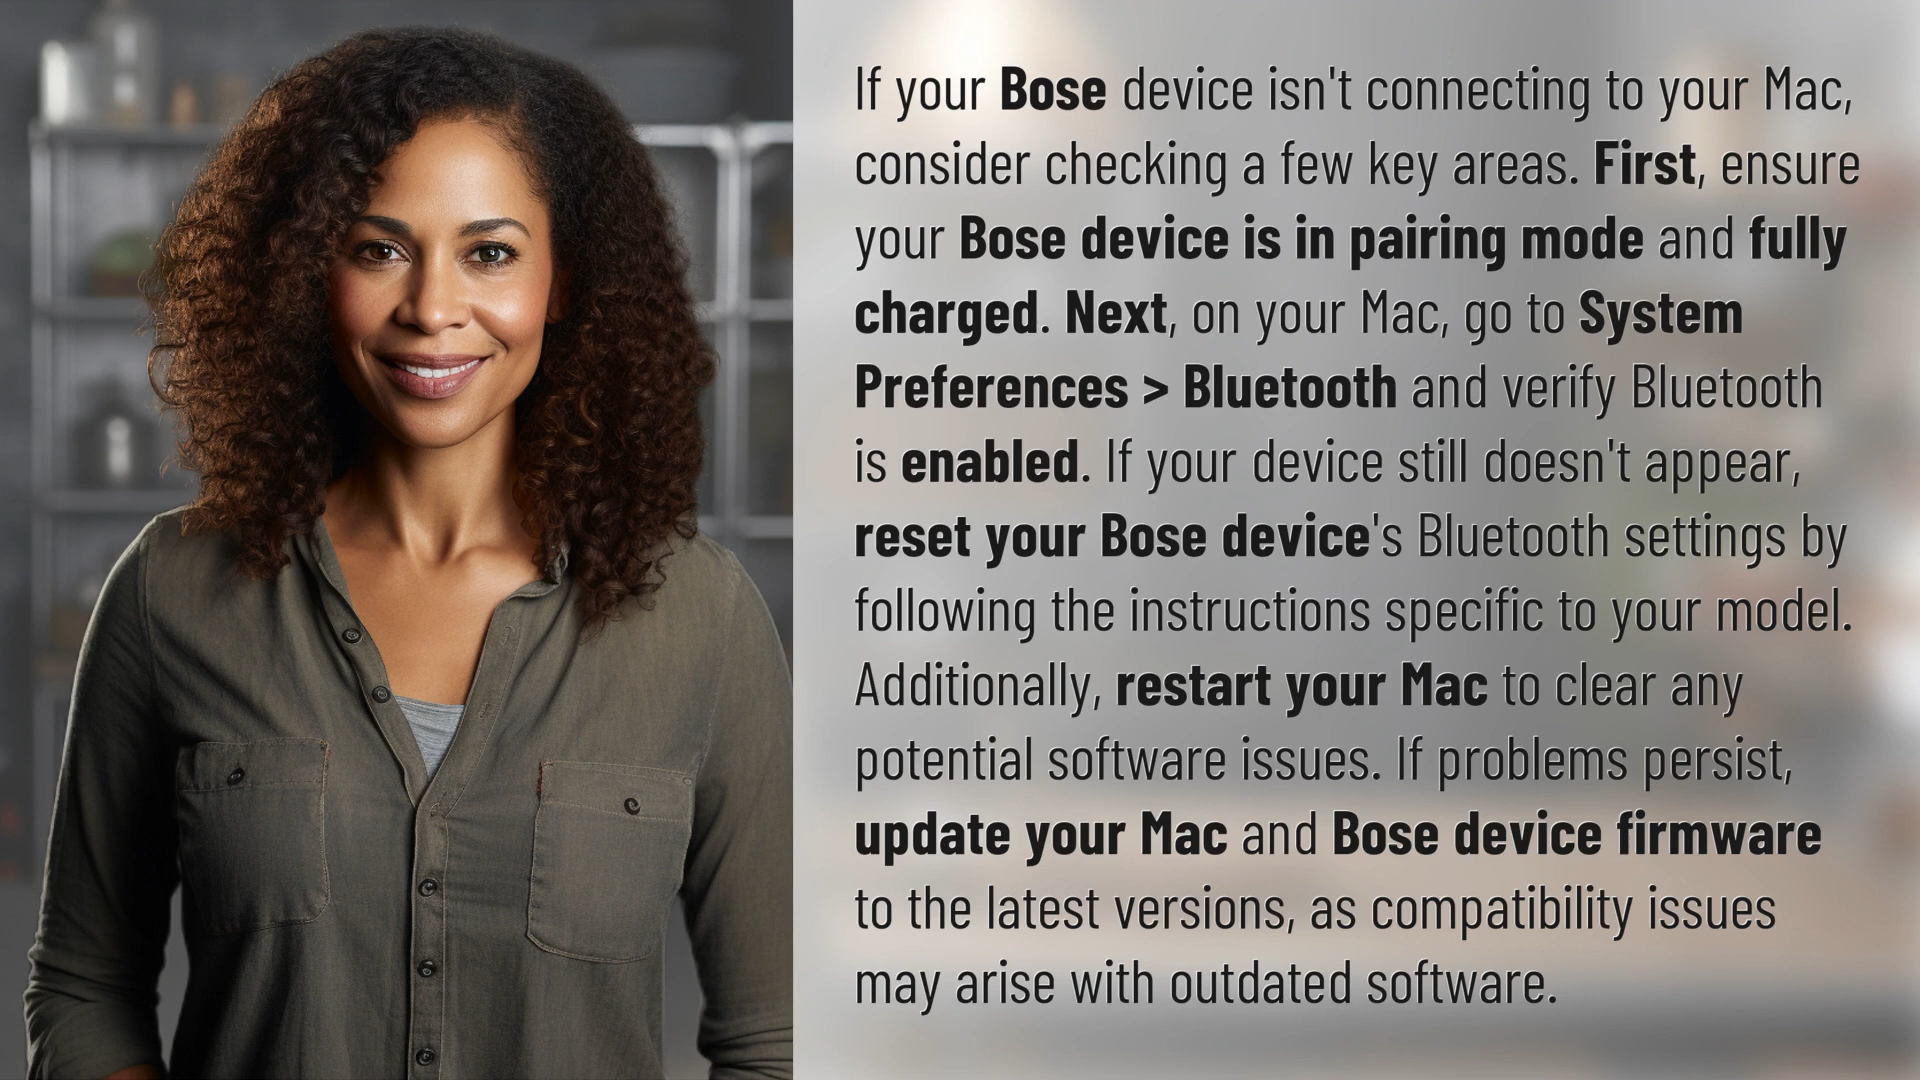 If your Bose device isn't connecting to your Mac,
consider checking a few key areas. First, ensure
your Bose device is in pairing mode and fully
charged. Next, on your Mac, go to System
Preferences > Bluetooth and verify Bluetooth
is enabled. If your device still doesn't appear,
reset your Bose device's Bluetooth settings by
following the instructions specific to your model.
Additionally, restart your Mac to clear any
potential software issues. If problems persist,
update your Mac and Bose device firmware
to the latest versions, as compatibility issues
may arise with outdated software.